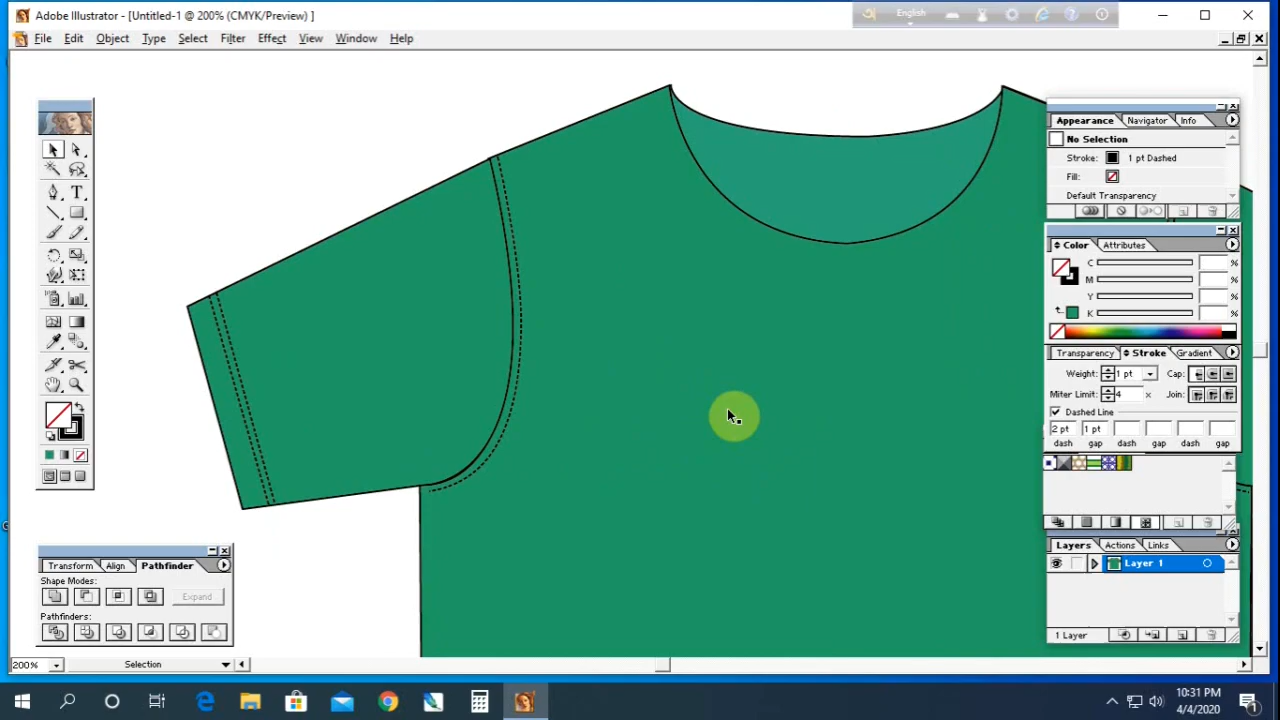 Adobe Illustrator - [Untitled-1 @ 200% (CMYK/Preview) ]
English
File Edit Object Type Select Filter Effect View Window Help
Appearance Navigator Info
No Selection
Stroke: 1 pt Dashed
Fill:
Default Transparency
Color Attributes
C %
M %
Y %
K %
Transparency Stroke Gradient
Weight: 1 pt Cap:
Miter Limit: 4 x Join:
Dashed Line
2 pt 1 pt
dash gap dash gap dash gap
Layers Actions Links
Layer 1
1 Layer
Transform Align Pathfinder
Shape Modes:
Expand
Pathfinders:
200% Selection
10:31 PM
4/4/2020
1